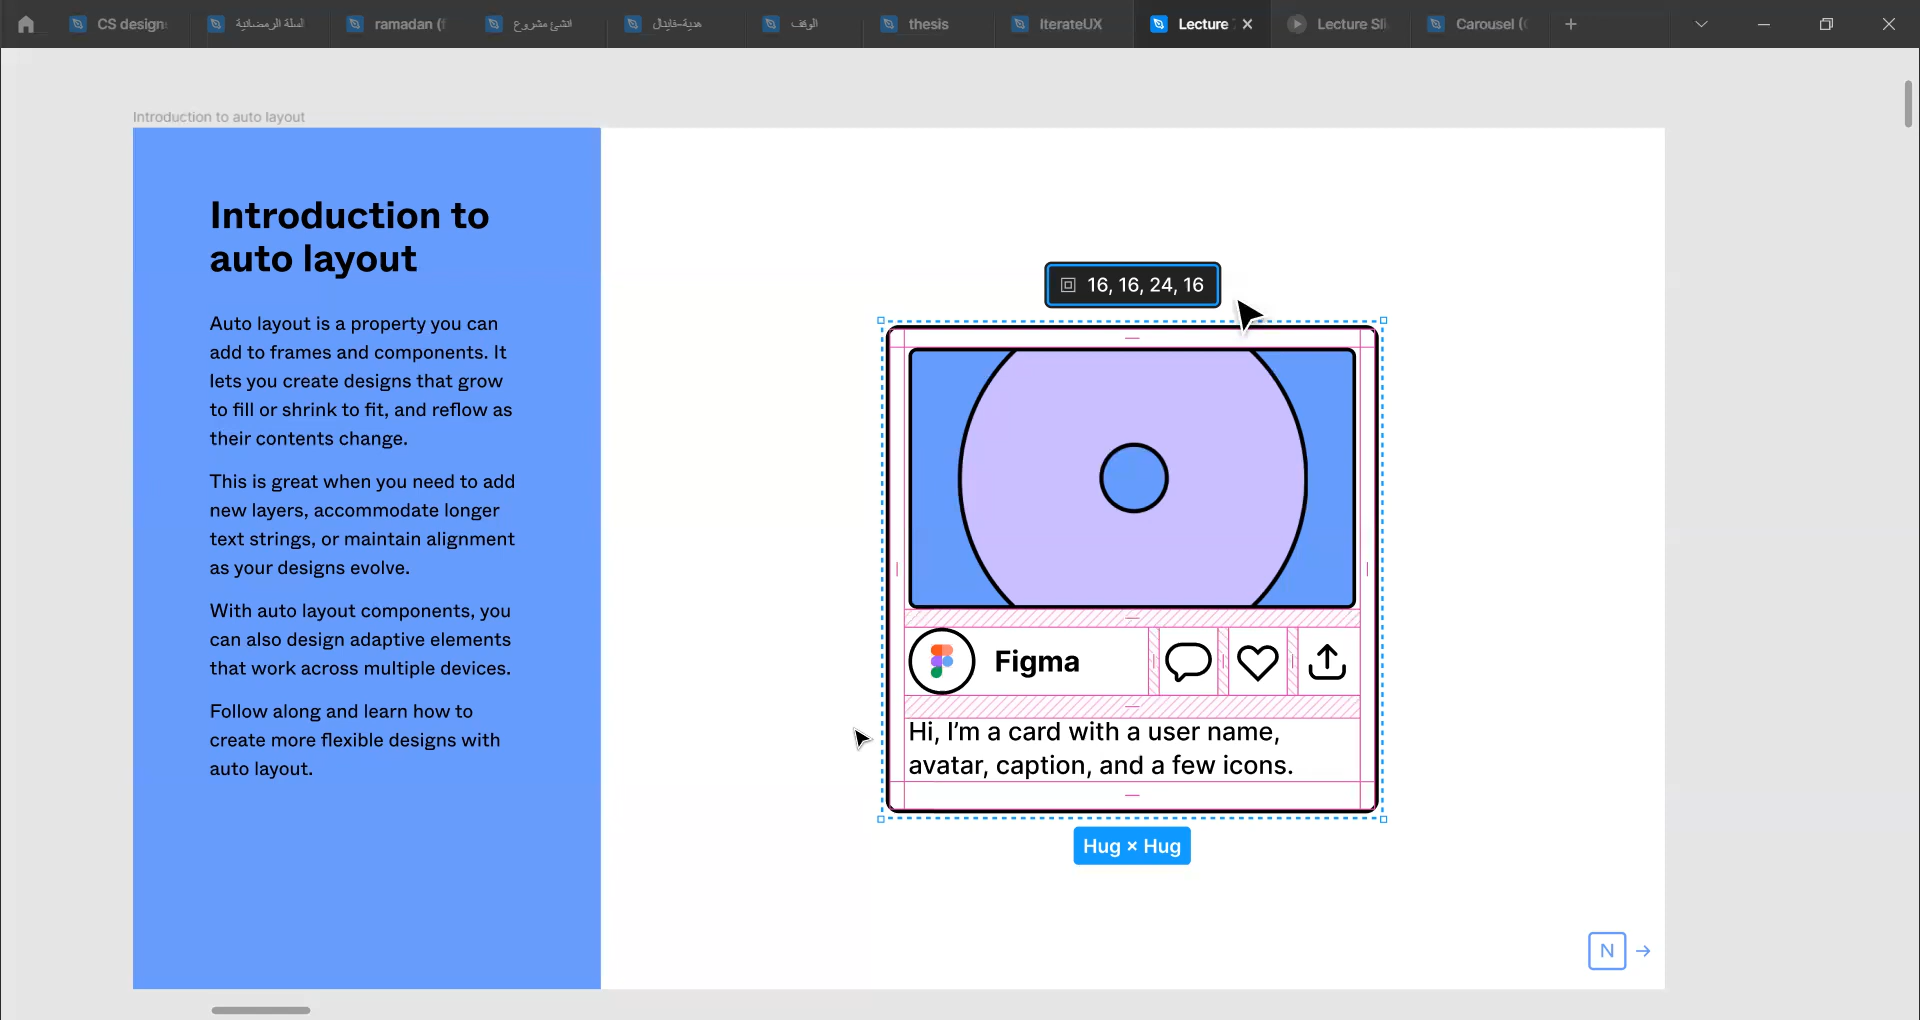 CS design
السلة الرمضانية
ramadan (
انشئ مشروع
هدية-فاينال
الوقف
thesis
IterateUX
Lecture
Lecture Sli
Carousel (
Introduction to auto layout
Introduction to
auto layout
Auto layout is a property you can
add to frames and components. It
lets you create designs that grow
to fill or shrink to fit, and reflow as
their contents change.
This is great when you need to add
new layers, accommodate longer
text strings, or maintain alignment
as your designs evolve.
With auto layout components, you
can also design adaptive elements
that work across multiple devices.
Follow along and learn how to
create more flexible designs with
auto layout.
16, 16, 24, 16
Figma
Hi, I’m a card with a user name,
avatar, caption, and a few icons.
Hug × Hug
N →